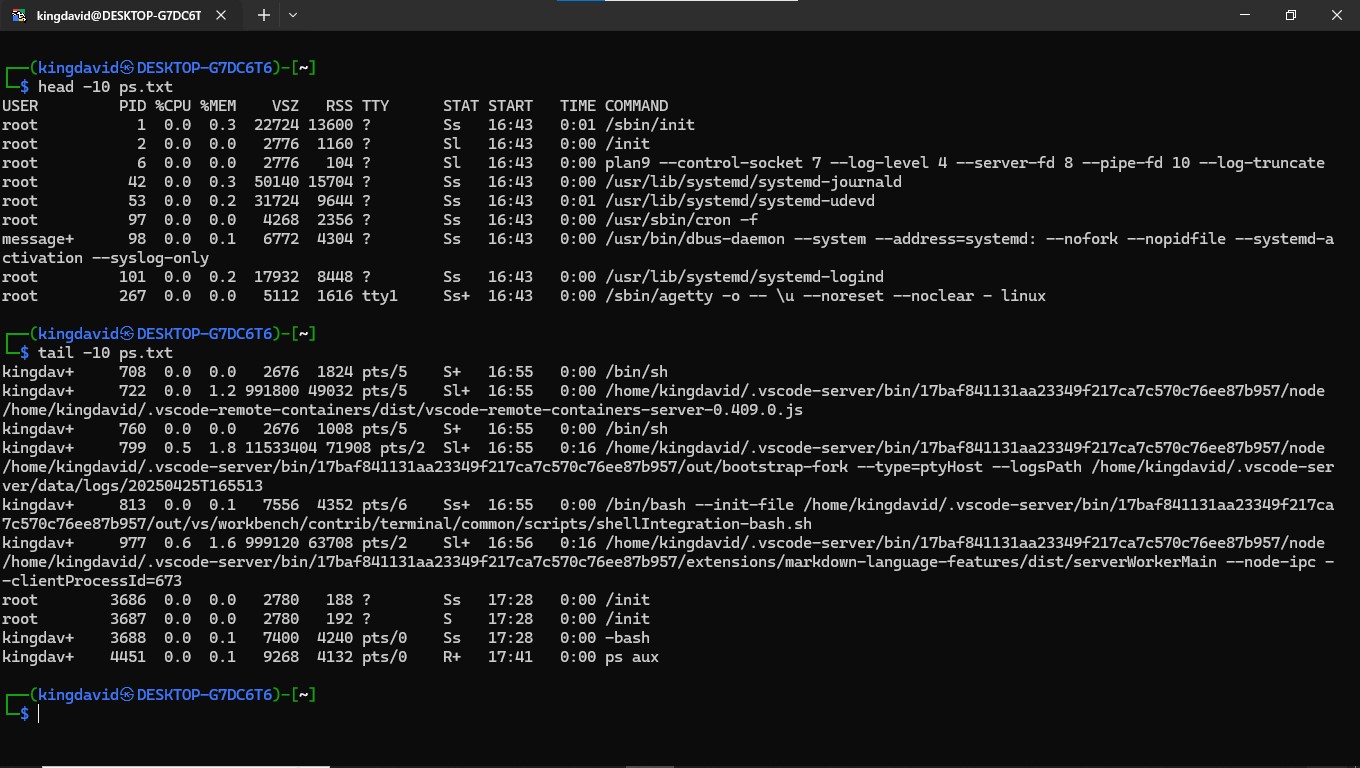 kingdavid@DESKTOP-G7DC6T
┌──(kingdavid㉿DESKTOP-G7DC6T6)-[~]
└─$ head -10 ps.txt
USER         PID %CPU %MEM    VSZ   RSS TTY      STAT START   TIME COMMAND
root           1  0.0  0.3  22724 13600 ?        Ss   16:43   0:01 /sbin/init
root           2  0.0  0.0   2776  1160 ?        Sl   16:43   0:00 /init
root           6  0.0  0.0   2776   104 ?        Sl   16:43   0:00 plan9 --control-socket 7 --log-level 4 --server-fd 8 --pipe-fd 10 --log-truncate
root          42  0.0  0.3  50140 15704 ?        Ss   16:43   0:00 /usr/lib/systemd/systemd-journald
root          53  0.0  0.2  31724  9644 ?        Ss   16:43   0:01 /usr/lib/systemd/systemd-udevd
root          97  0.0  0.0   4268  2356 ?        Ss   16:43   0:00 /usr/sbin/cron -f
message+      98  0.0  0.1   6772  4304 ?        Ss   16:43   0:00 /usr/bin/dbus-daemon --system --address=systemd: --nofork --nopidfile --systemd-a
ctivation --syslog-only
root         101  0.0  0.2  17932  8448 ?        Ss   16:43   0:00 /usr/lib/systemd/systemd-logind
root         267  0.0  0.0   5112  1616 tty1     Ss+  16:43   0:00 /sbin/agetty -o -- \u --noreset --noclear - linux
┌──(kingdavid㉿DESKTOP-G7DC6T6)-[~]
└─$ tail -10 ps.txt
kingdav+     708  0.0  0.0   2676  1824 pts/5    S+   16:55   0:00 /bin/sh
kingdav+     722  0.0  1.2 991800 49032 pts/5    Sl+  16:55   0:00 /home/kingdavid/.vscode-server/bin/17baf841131aa23349f217ca7c570c76ee87b957/node
/home/kingdavid/.vscode-remote-containers/dist/vscode-remote-containers-server-0.409.0.js
kingdav+     760  0.0  0.0   2676  1008 pts/5    S+   16:55   0:00 /bin/sh
kingdav+     799  0.5  1.8 11533404 71908 pts/2  Sl+  16:55   0:16 /home/kingdavid/.vscode-server/bin/17baf841131aa23349f217ca7c570c76ee87b957/node
/home/kingdavid/.vscode-server/bin/17baf841131aa23349f217ca7c570c76ee87b957/out/bootstrap-fork --type=ptyHost --logsPath /home/kingdavid/.vscode-ser
ver/data/logs/20250425T165513
kingdav+     813  0.0  0.1   7556  4352 pts/6    Ss+  16:55   0:00 /bin/bash --init-file /home/kingdavid/.vscode-server/bin/17baf841131aa23349f217ca
7c570c76ee87b957/out/vs/workbench/contrib/terminal/common/scripts/shellIntegration-bash.sh
kingdav+     977  0.6  1.6 999120 63708 pts/2    Sl+  16:56   0:16 /home/kingdavid/.vscode-server/bin/17baf841131aa23349f217ca7c570c76ee87b957/node
/home/kingdavid/.vscode-server/bin/17baf841131aa23349f217ca7c570c76ee87b957/extensions/markdown-language-features/dist/serverWorkerMain --node-ipc -
-clientProcessId=673
root        3686  0.0  0.0   2780   188 ?        Ss   17:28   0:00 /init
root        3687  0.0  0.0   2780   192 ?        S    17:28   0:00 /init
kingdav+    3688  0.0  0.1   7400  4240 pts/0    Ss   17:28   0:00 -bash
kingdav+    4451  0.0  0.1   9268  4132 pts/0    R+   17:41   0:00 ps aux
┌──(kingdavid㉿DESKTOP-G7DC6T6)-[~]
└─$